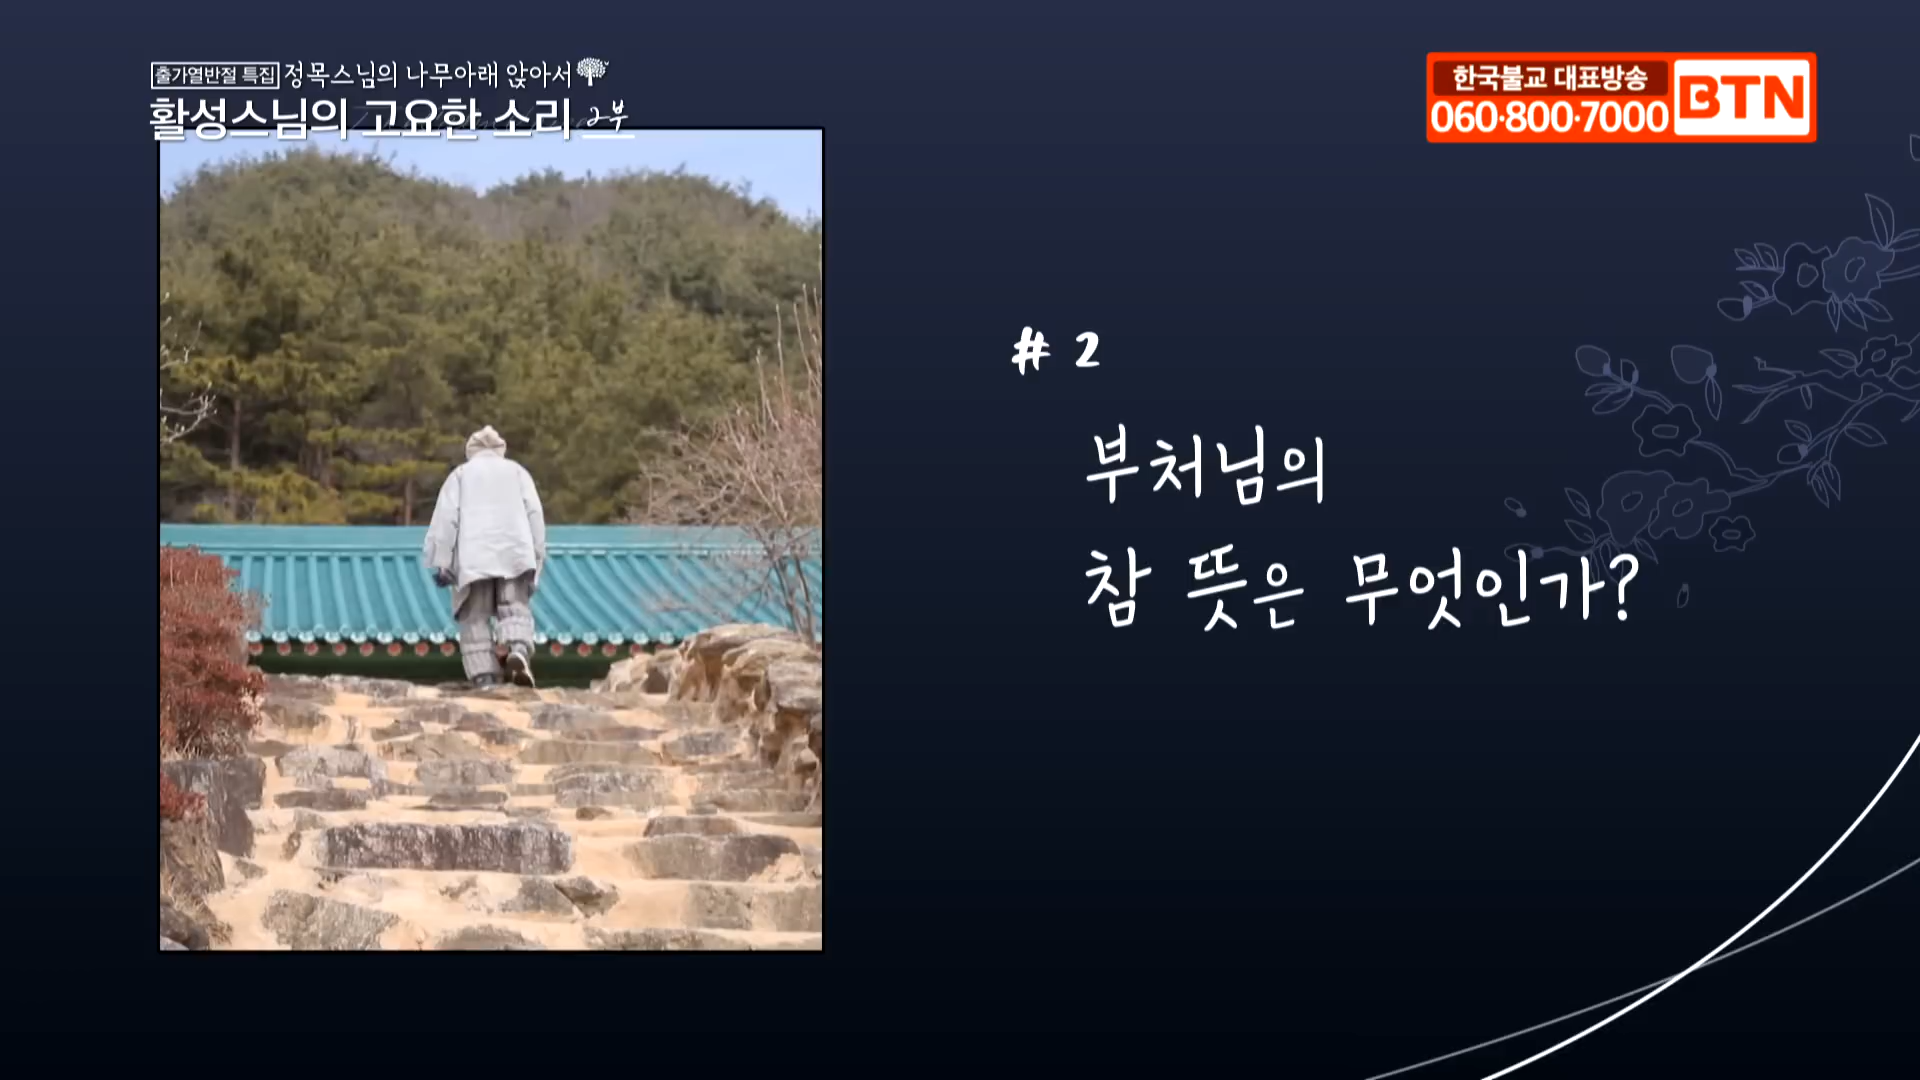 출가열반절 특집 정목스님의 나무아래 앉아서
활성스님의 고요한 소리 2부
한국불교 대표방송
060·800·7000
BTN
# 2
부처님의
참 뜻은 무엇인가?